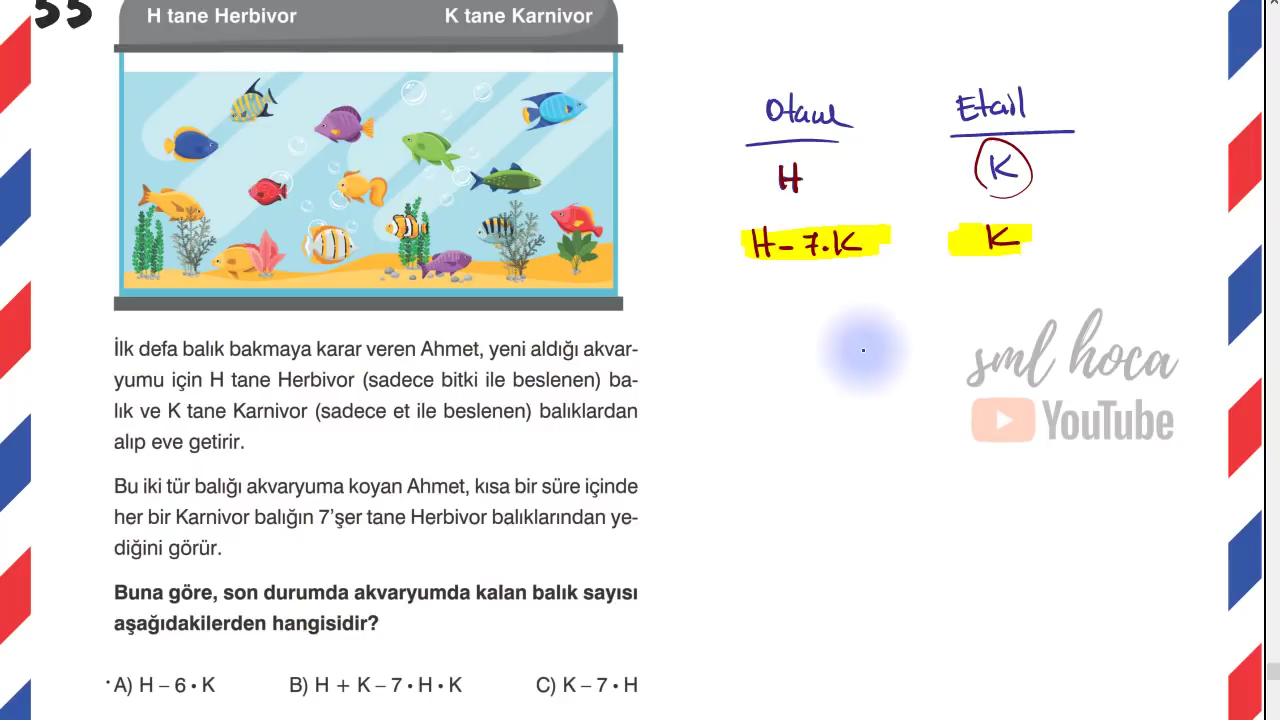 55
H tane Herbivor K tane Karnivor
Otçul Etçil
H K
H – 7.K K
İlk defa balık bakmaya karar veren Ahmet, yeni aldığı akvar-
yumu için H tane Herbivor (sadece bitki ile beslenen) ba-
lık ve K tane Karnivor (sadece et ile beslenen) balıklardan
alıp eve getirir.
Bu iki tür balığı akvaryuma koyan Ahmet, kısa bir süre içinde
her bir Karnivor balığın 7'şer tane Herbivor balıklarından ye-
diğini görür.
Buna göre, son durumda akvaryumda kalan balık sayısı
aşağıdakilerden hangisidir?
A) H – 6 • K B) H + K – 7 • H • K C) K – 7 • H
sml hoca
YouTube